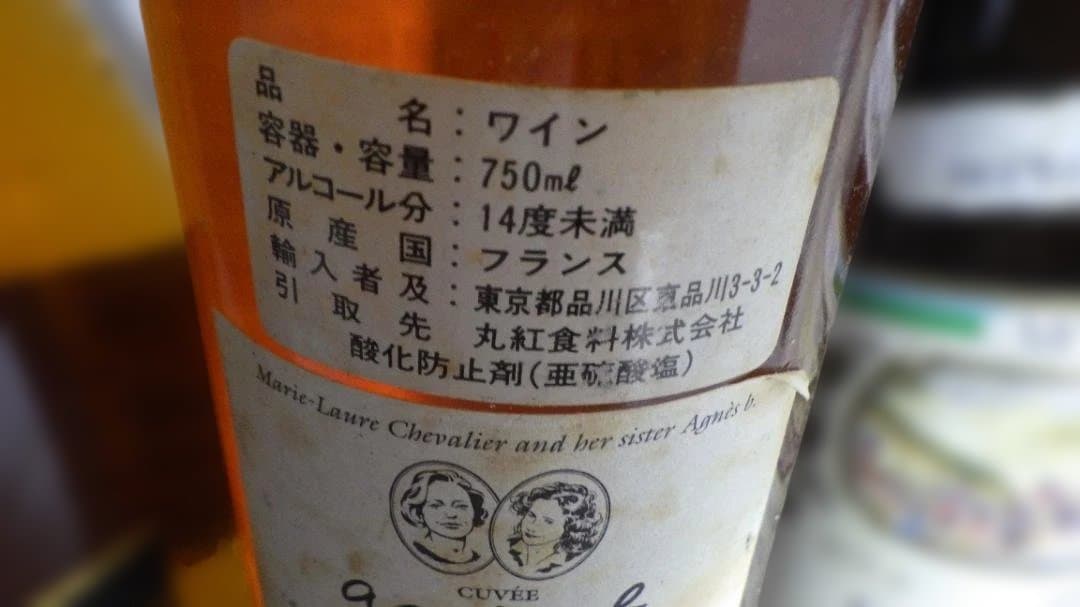 品名：ワイン
容器・容量：750mℓ
アルコール分：14度未満
原産国：フランス
輸入者及：東京都品川区東品川3-3-2
引取先 丸紅食料株式会社
酸化防止剤(亜硫酸塩)
Marie-Laure Chevalier and her sister Agnès b.
CUVÉE